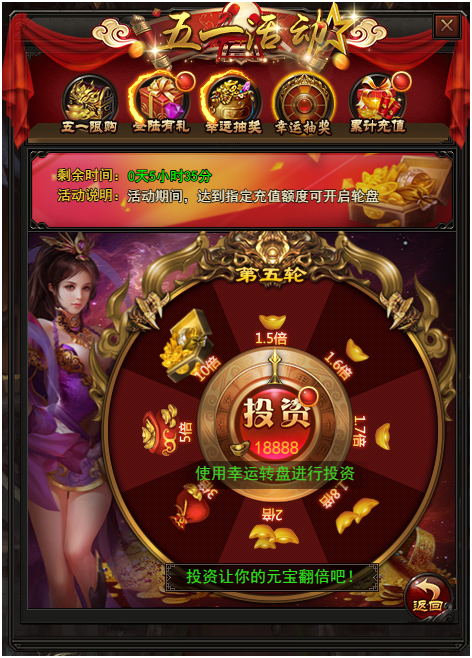 五一活动
五一限购
登陆有礼
幸运抽奖
幸运抽奖
累计充值
剩余时间：0天5小时35分
活动说明：活动期间，达到指定充值额度可开启轮盘
第五轮
1.5倍
1.6倍
1.7倍
1.8倍
2倍
3倍
5倍
10倍
投资
18888
使用幸运转盘进行投资
投资让你的元宝翻倍吧！
返回